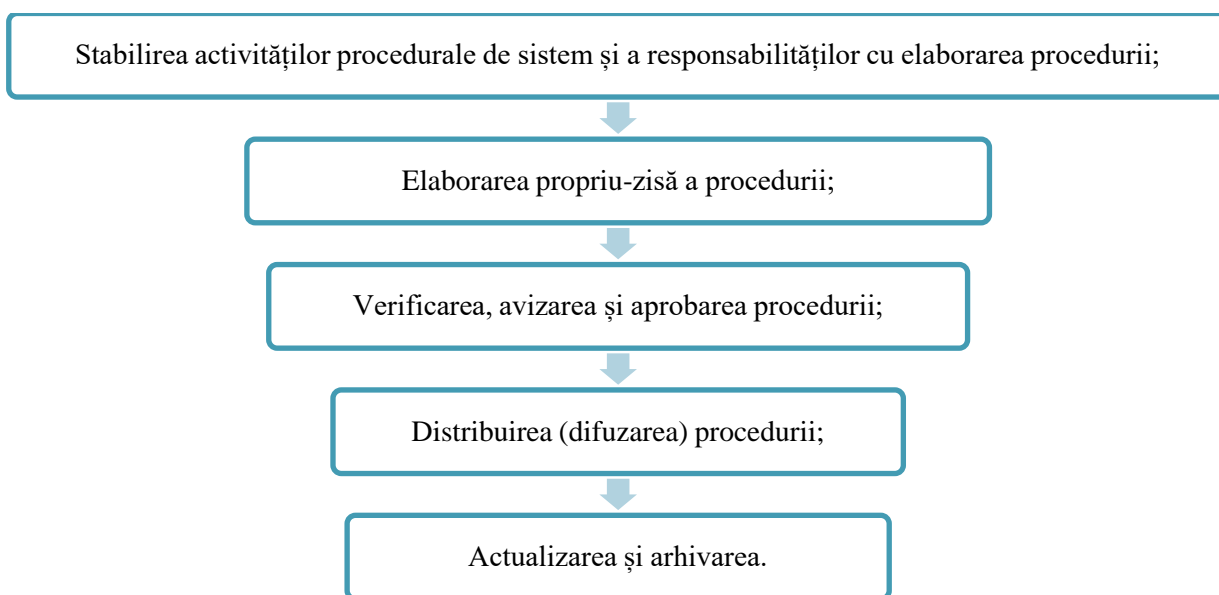 Stabilirea activităților procedurale de sistem și a responsabilităților cu elaborarea procedurii;
Elaborarea propriu-zisă a procedurii;
Verificarea, avizarea și aprobarea procedurii;
Distribuirea (difuzarea) procedurii;
Actualizarea și arhivarea.